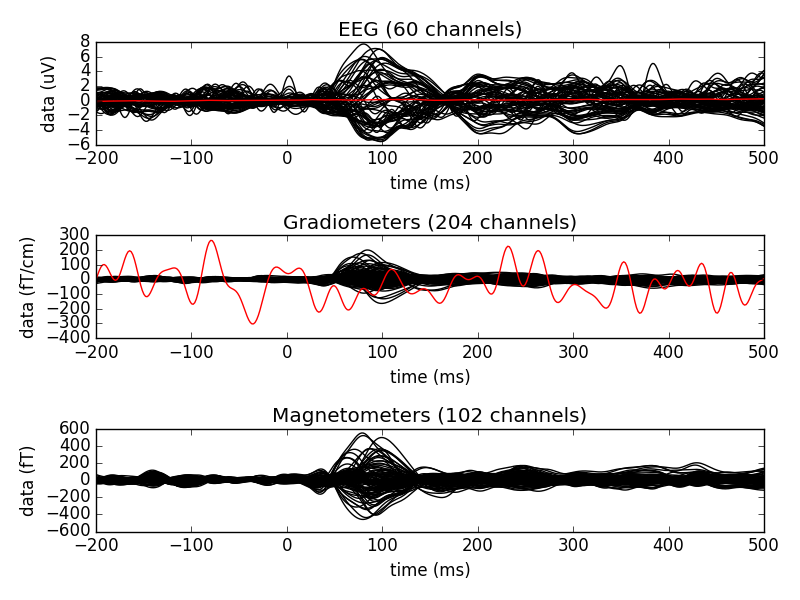 EEG (60 channels)
8
6
4
2
0
−2
−4
−6
data (uV)
−200 −100 0 100 200 300 400 500
time (ms)
Gradiometers (204 channels)
300
200
100
0
−100
−200
−300
−400
data (fT/cm)
−200 −100 0 100 200 300 400 500
time (ms)
Magnetometers (102 channels)
600
400
200
0
−200
−400
−600
data (fT)
−200 −100 0 100 200 300 400 500
time (ms)